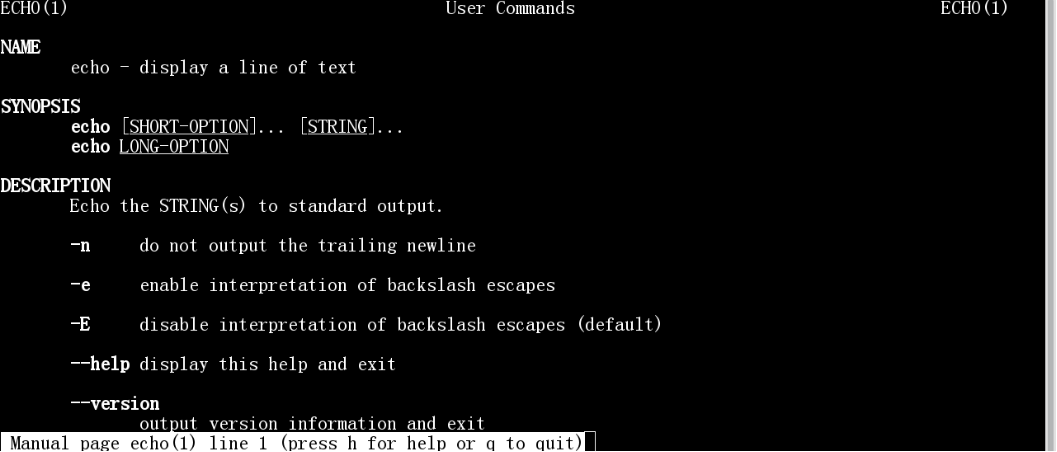 ECHO(1) User Commands ECHO(1)
NAME
echo - display a line of text
SYNOPSIS
echo [SHORT-OPTION]... [STRING]...
echo LONG-OPTION
DESCRIPTION
Echo the STRING(s) to standard output.
-n do not output the trailing newline
-e enable interpretation of backslash escapes
-E disable interpretation of backslash escapes (default)
--help display this help and exit
--version
output version information and exit
Manual page echo(1) line 1 (press h for help or q to quit)